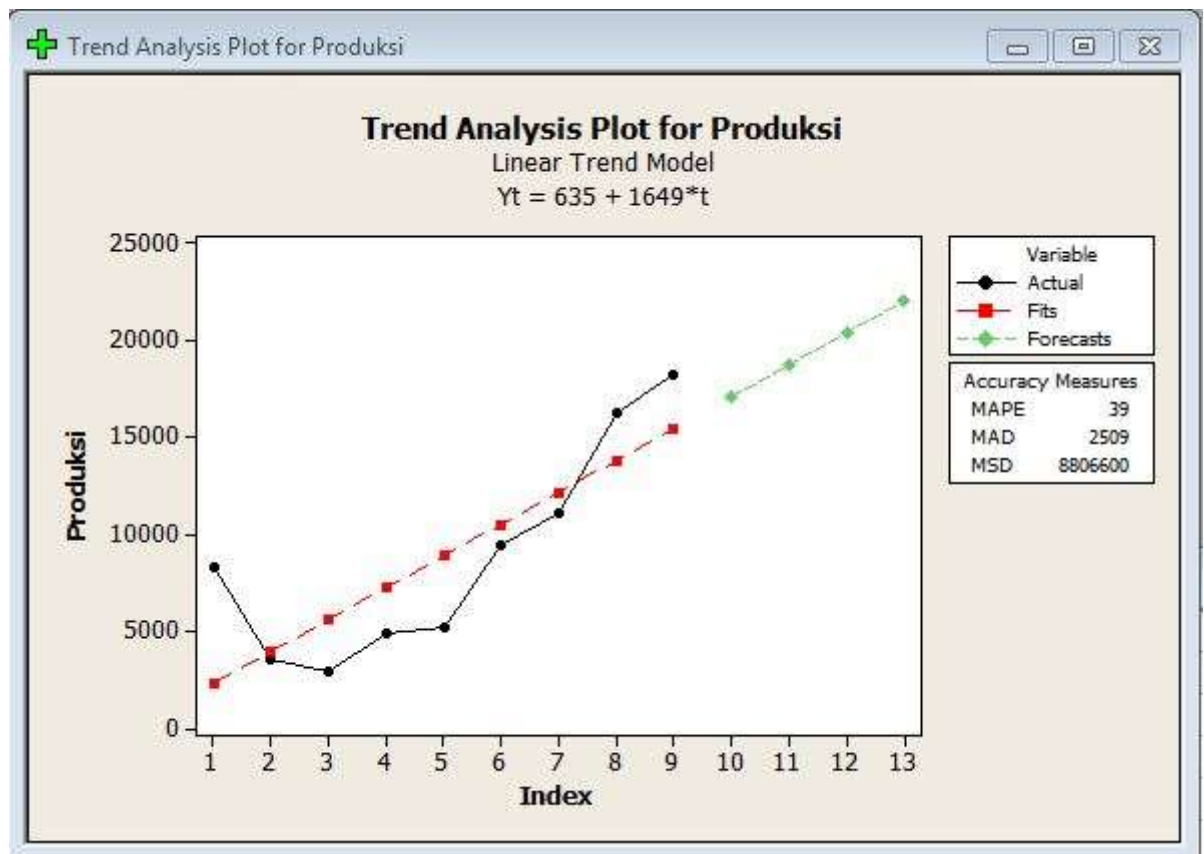 Trend Analysis Plot for Produksi
Trend Analysis Plot for Produksi
Linear Trend Model
Yt = 635 + 1649*t
25000
20000
15000
10000
5000
0
Produksi
1 2 3 4 5 6 7 8 9 10 11 12 13
Index
Variable
Actual
Fits
Forecasts
Accuracy Measures
MAPE 39
MAD 2509
MSD 8806600